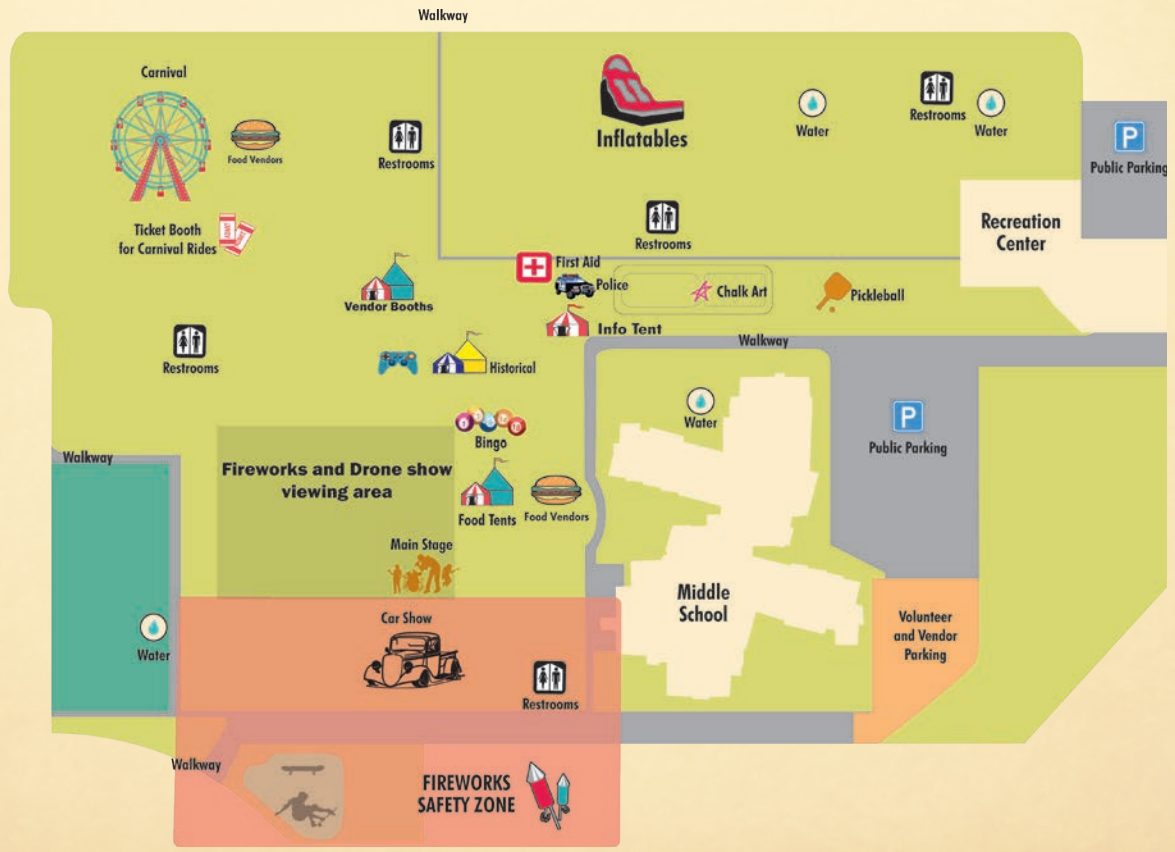 Walkway
Carnival
Food Vendors
Restrooms
Inflatables
Water
Restrooms
Water
P
Public Parking
Ticket Booth
for Carnival Rides
Restrooms
Recreation
Center
First Aid
Police
Chalk Art
Pickleball
Vendor Booths
Info Tent
Walkway
Restrooms
Historical
Water
P
Public Parking
Bingo
Walkway
Fireworks and Drone show
viewing area
Food Tents
Food Vendors
Main Stage
Middle
School
Car Show
Volunteer
and Vendor
Parking
Water
Restrooms
Walkway
FIREWORKS
SAFETY ZONE